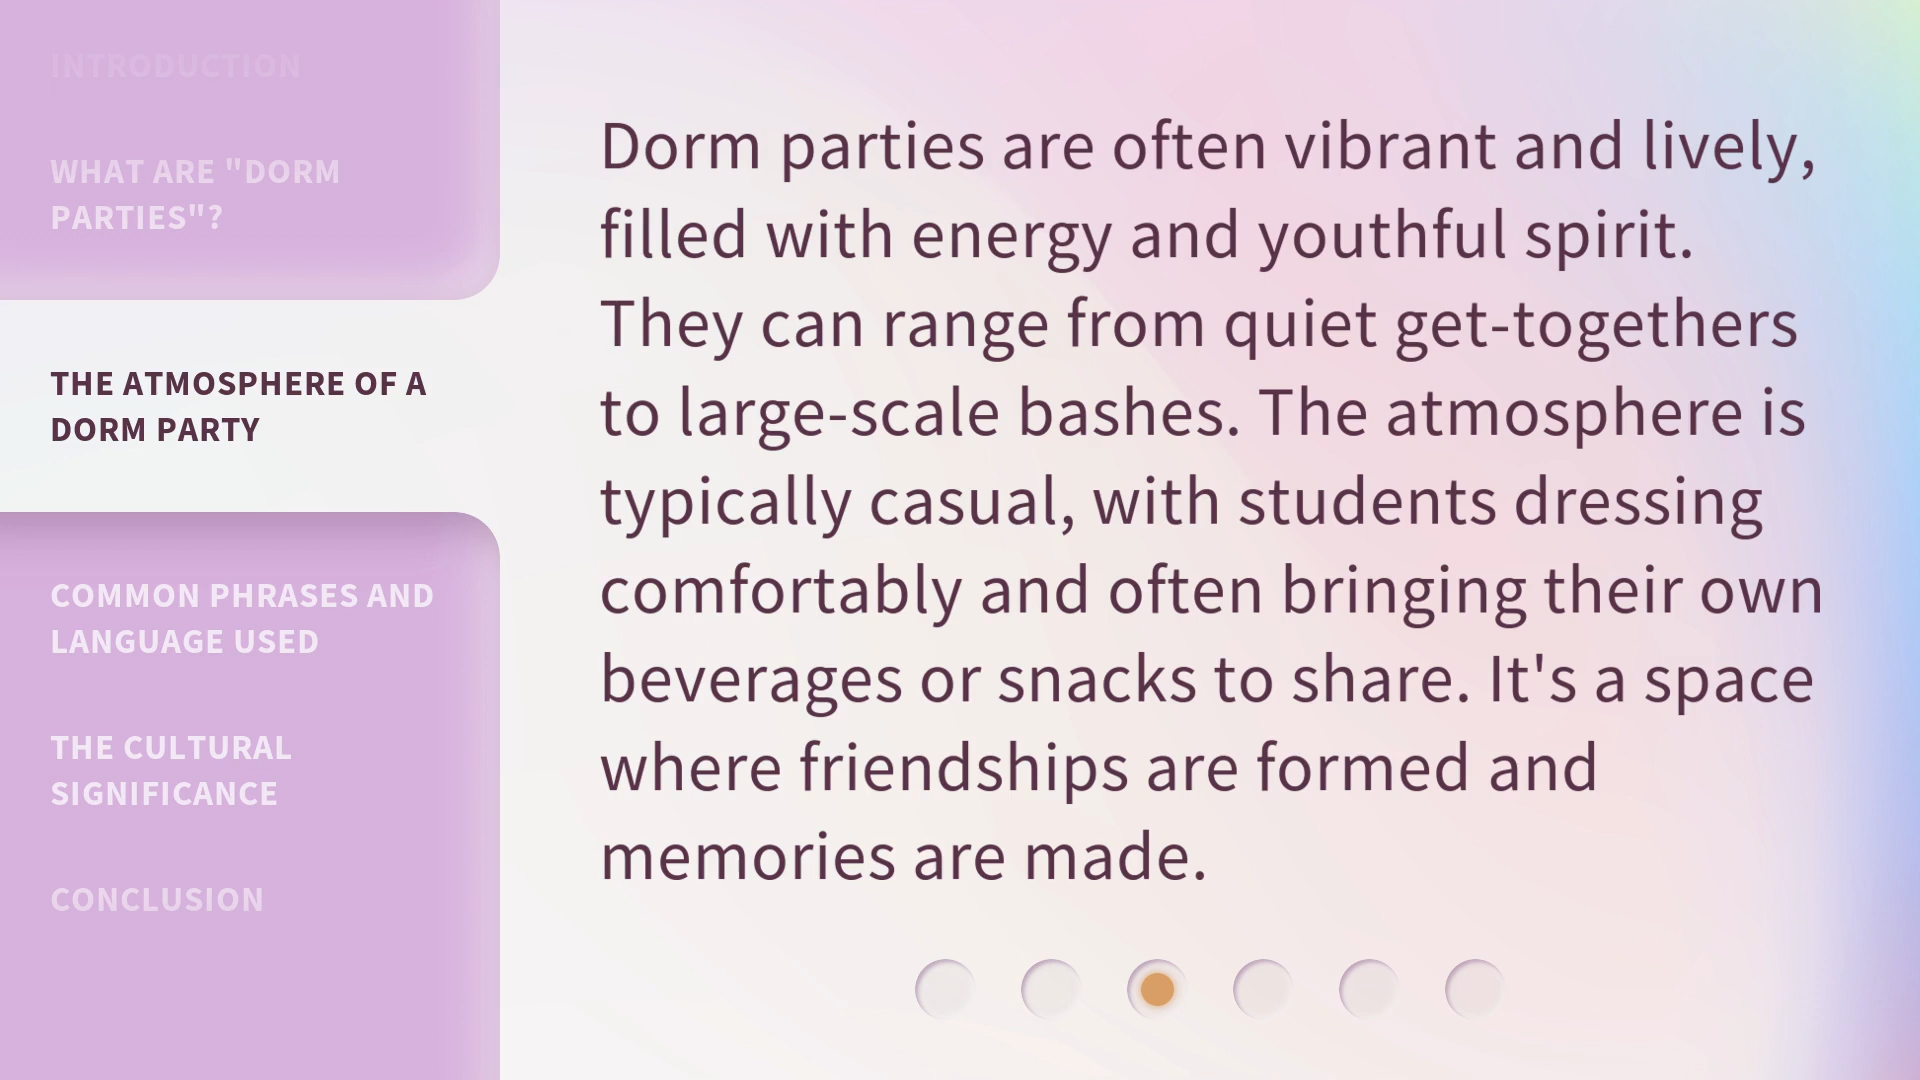 INTRODUCTION
WHAT ARE "DORM
PARTIES"?
THE ATMOSPHERE OF A
DORM PARTY
COMMON PHRASES AND
LANGUAGE USED
THE CULTURAL
SIGNIFICANCE
CONCLUSION
Dorm parties are often vibrant and lively,
filled with energy and youthful spirit.
They can range from quiet get-togethers
to large-scale bashes. The atmosphere is
typically casual, with students dressing
comfortably and often bringing their own
beverages or snacks to share. It's a space
where friendships are formed and
memories are made.